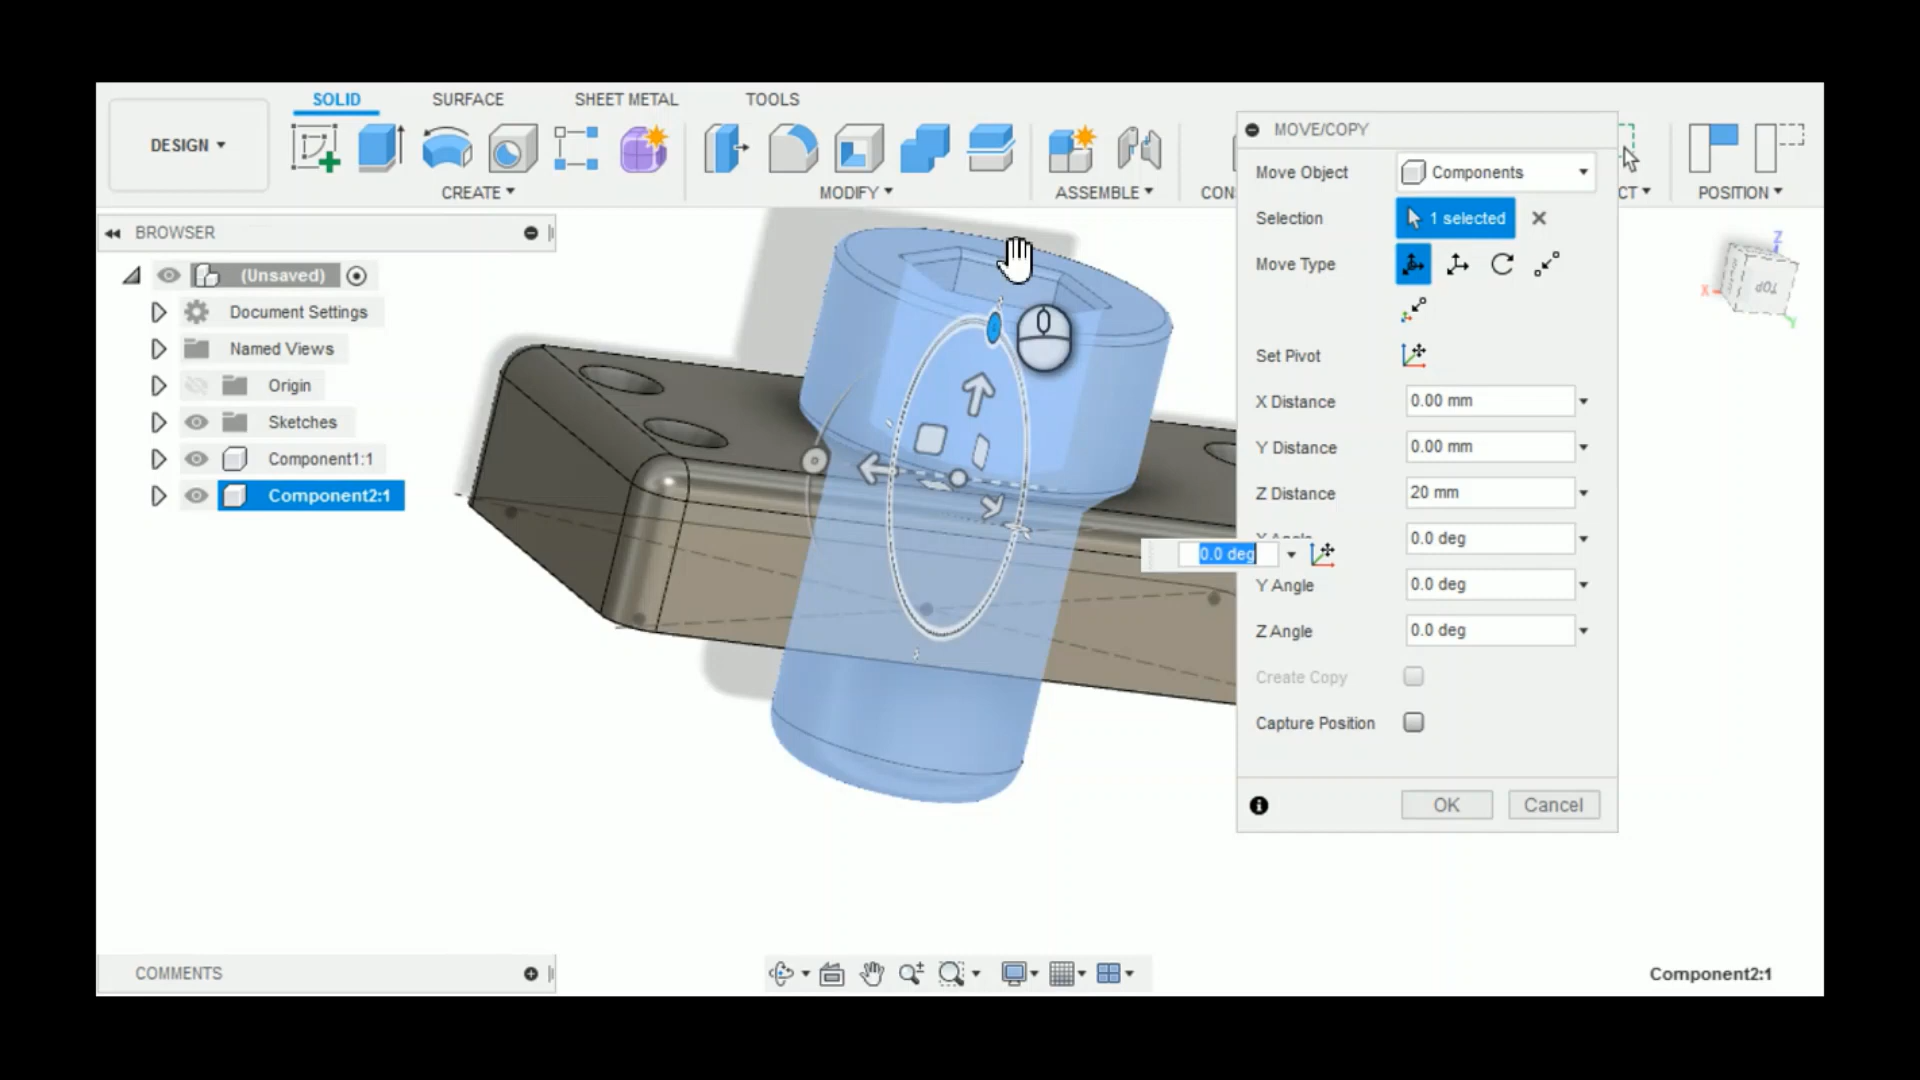 SOLID
SURFACE
SHEET METAL
TOOLS
DESIGN
CREATE
MODIFY
ASSEMBLE
CON
CT
POSITION
BROWSER
(Unsaved)
Document Settings
Named Views
Origin
Sketches
Component1:1
Component2:1
MOVE/COPY
Move Object Components
Selection 1 selected
Move Type
Set Pivot
X Distance 0.00 mm
Y Distance 0.00 mm
Z Distance 20 mm
X Angle 0.0 deg
0.0 deg
Y Angle 0.0 deg
Z Angle 0.0 deg
Create Copy
Capture Position
OK Cancel
Z
X
Y
TOP
COMMENTS
Component2:1